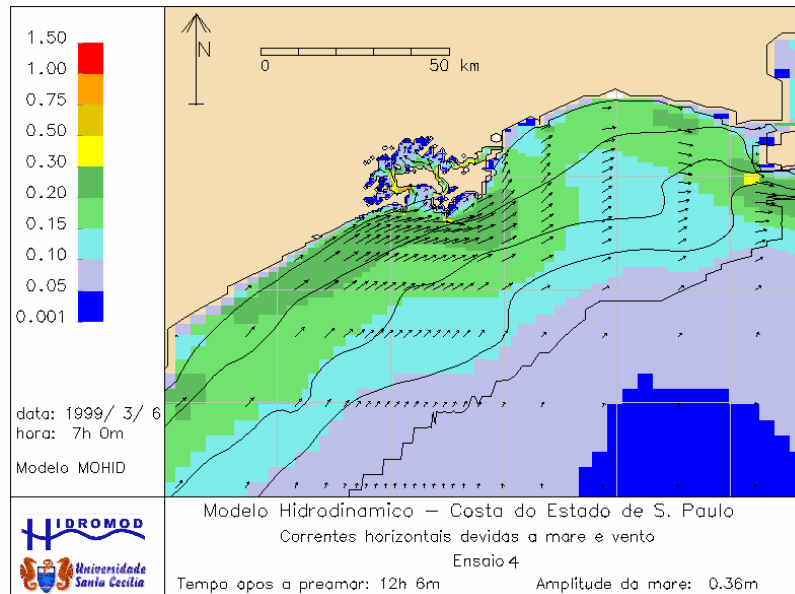 1.50
1.00
0.75
0.50
0.30
0.20
0.15
0.10
0.05
0.001
N
0 50 km
data: 1999/ 3/ 6
hora: 7h 0m
Modelo MOHID
HIDROMOD
Universidade
Santa Cecília
Modelo Hidrodinamico - Costa do Estado de S. Paulo
Correntes horizontais devidas a mare e vento
Ensaio 4
Tempo apos a preamar: 12h 6m Amplitude da mare: 0.36m